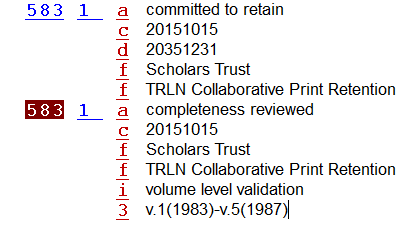 583 1 a committed to retain
c 20151015
d 20351231
f Scholars Trust
f TRLN Collaborative Print Retention
583 1 a completeness reviewed
c 20151015
f Scholars Trust
f TRLN Collaborative Print Retention
i volume level validation
3 v.1(1983)-v.5(1987)